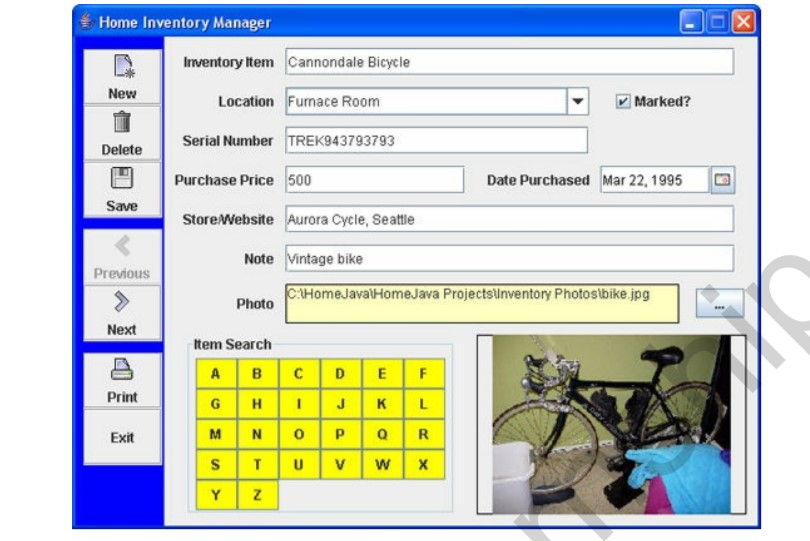 Home Inventory Manager
New
Delete
Save
Previous
Next
Print
Exit
Inventory Item Cannondale Bicycle
Location Furnace Room Marked?
Serial Number TREK943793793
Purchase Price 500 Date Purchased Mar 22, 1995
Store/Website Aurora Cycle, Seattle
Note Vintage bike
Photo C:\HomeJava\HomeJava Projects\Inventory Photos\bike.jpg ...
Item Search
A B C D E F
G H I J K L
M N O P Q R
S T U V W X
Y Z